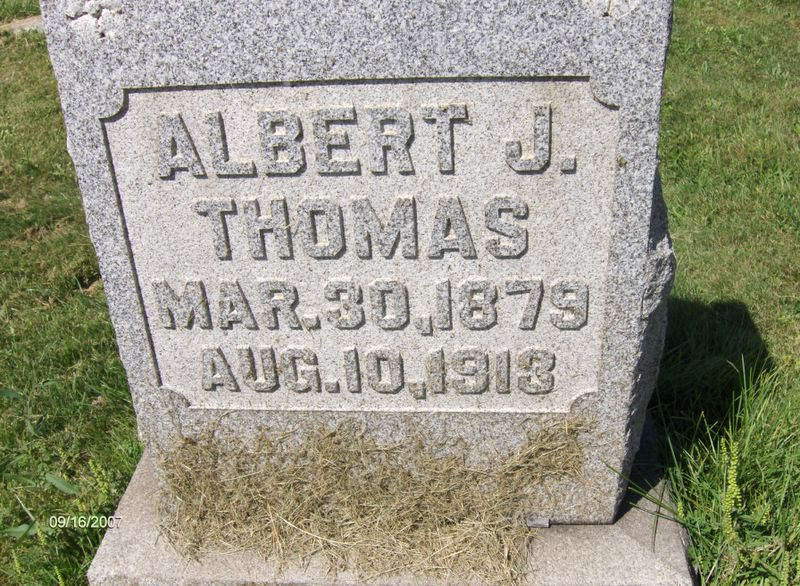 ALBERT J.
THOMAS
MAR.30,1879
AUG.10,1913
09/16/2007